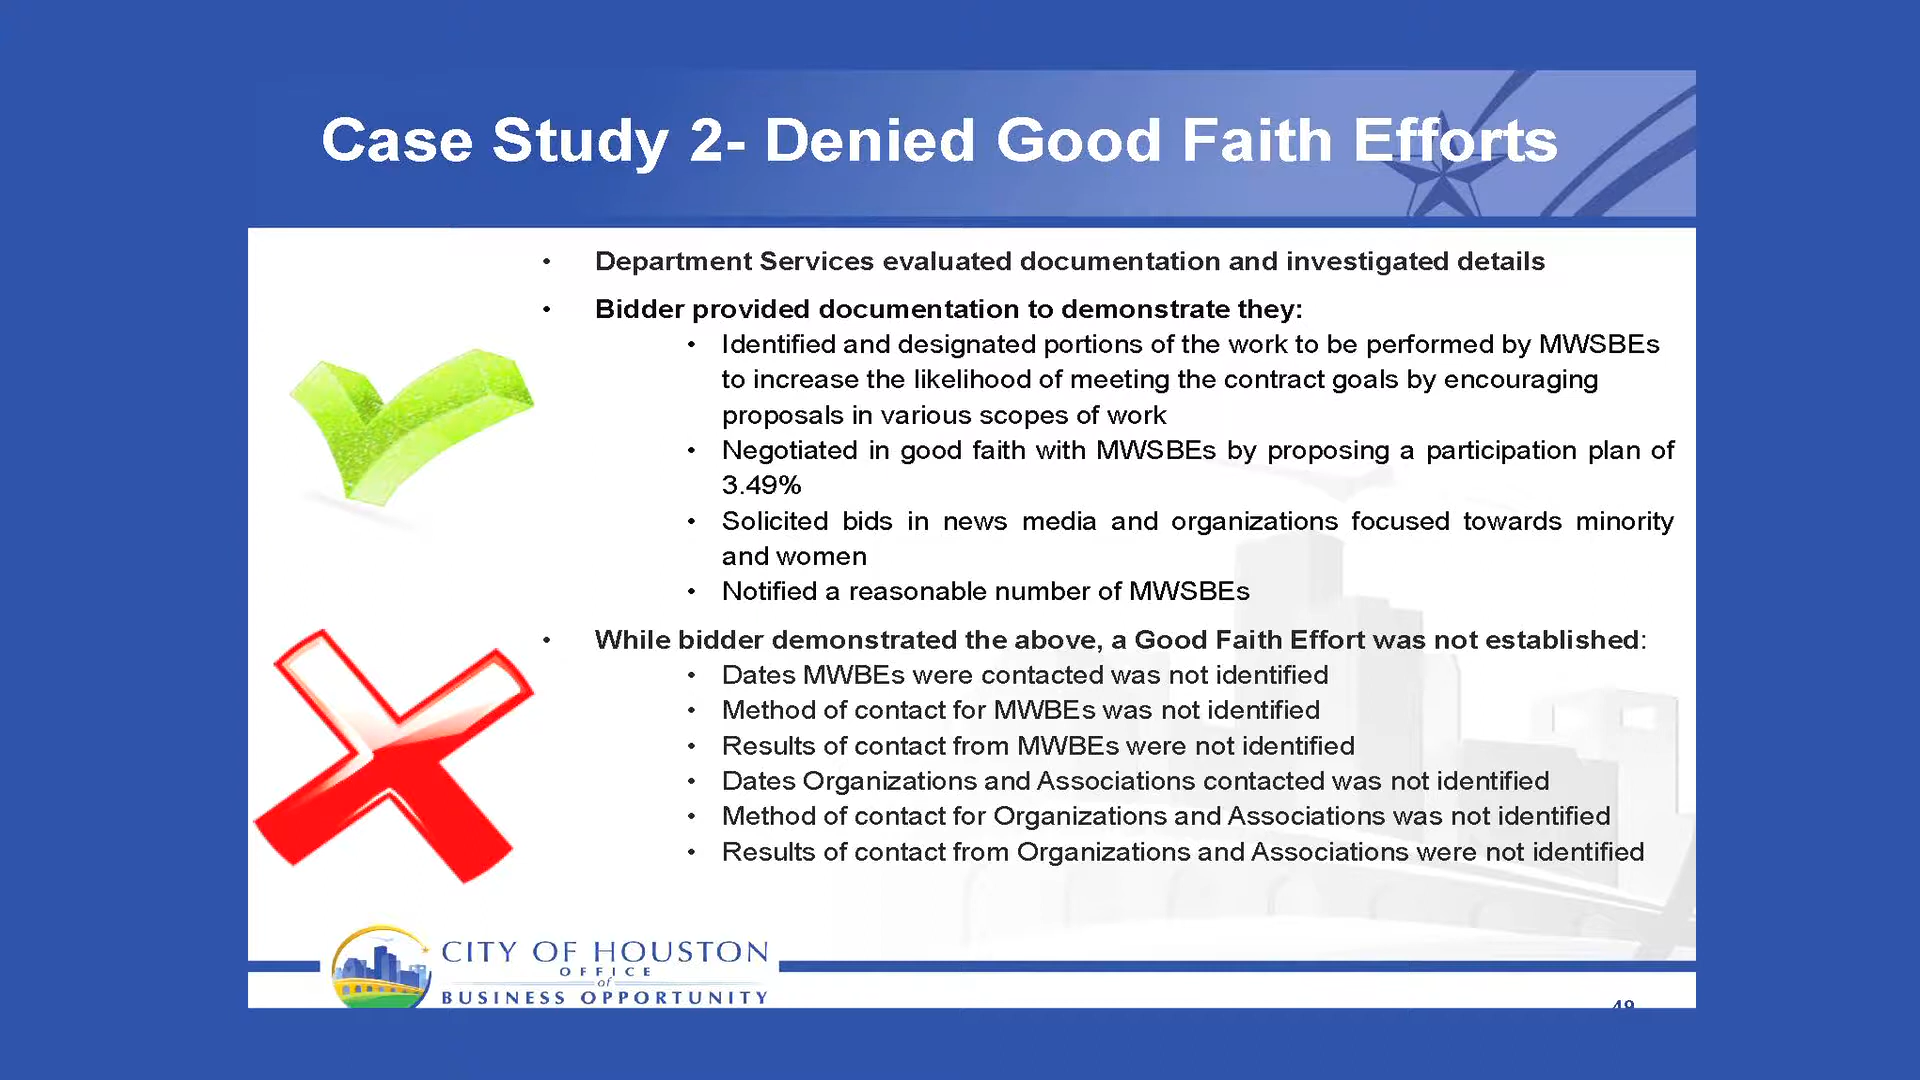 Case Study 2- Denied Good Faith Efforts
• Department Services evaluated documentation and investigated details
• Bidder provided documentation to demonstrate they:
• Identified and designated portions of the work to be performed by MWSBEs
to increase the likelihood of meeting the contract goals by encouraging
proposals in various scopes of work
• Negotiated in good faith with MWSBEs by proposing a participation plan of
3.49%
• Solicited bids in news media and organizations focused towards minority
and women
• Notified a reasonable number of MWSBEs
• While bidder demonstrated the above, a Good Faith Effort was not established:
• Dates MWBEs were contacted was not identified
• Method of contact for MWBEs was not identified
• Results of contact from MWBEs were not identified
• Dates Organizations and Associations contacted was not identified
• Method of contact for Organizations and Associations was not identified
• Results of contact from Organizations and Associations were not identified
CITY OF HOUSTON
OFFICE
of
BUSINESS OPPORTUNITY